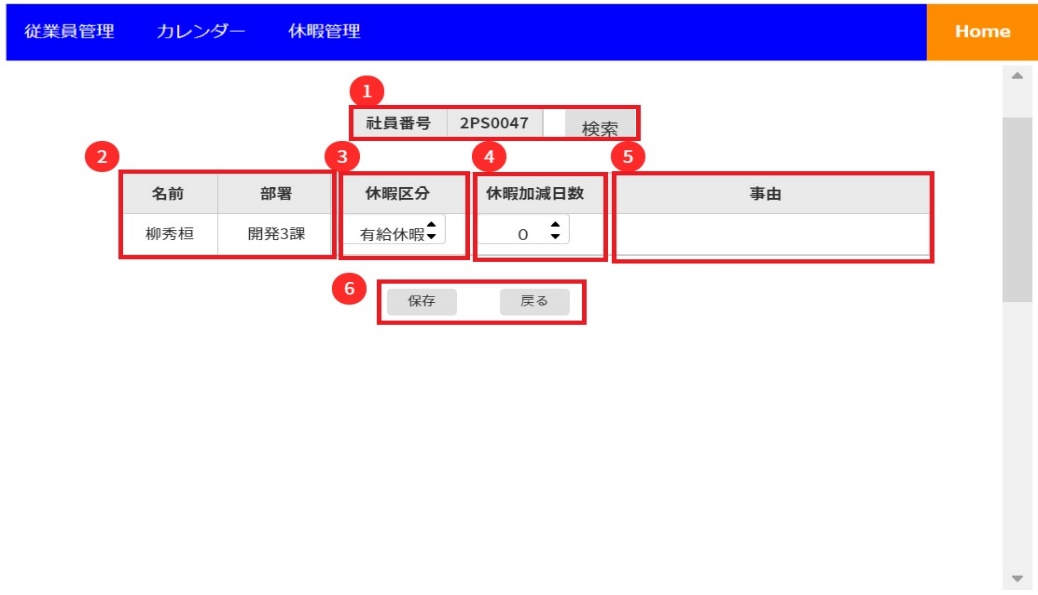 従業員管理 カレンダー 休暇管理 Home
1
社員番号 2PS0047 検索
2 3 4 5
名前 部署 休暇区分 休暇加減日数 事由
柳秀桓 開発3課 有給休暇 0
6
保存 戻る